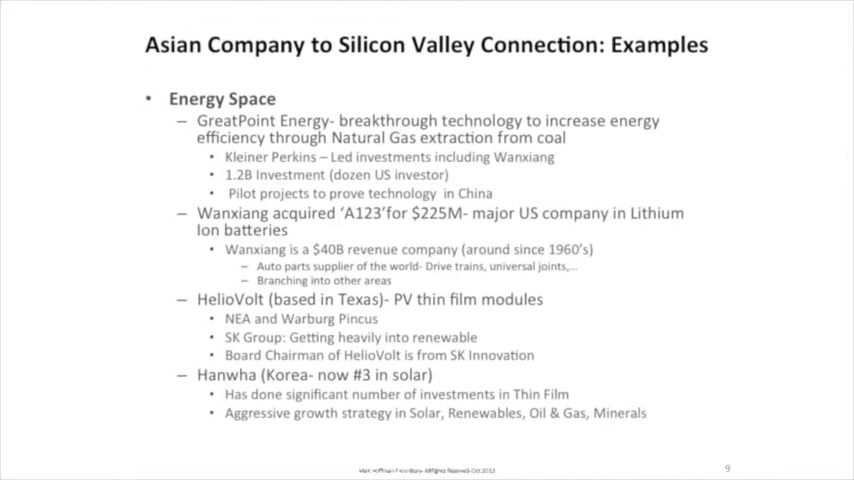 Asian Company to Silicon Valley Connection: Examples
• Energy Space
– GreatPoint Energy- breakthrough technology to increase energy
efficiency through Natural Gas extraction from coal
• Kleiner Perkins – Led investments including Wanxiang
• 1.2B Investment (dozen US investor)
• Pilot projects to prove technology in China
– Wanxiang acquired ‘A123’for $225M- major US company in Lithium
Ion batteries
• Wanxiang is a $40B revenue company (around since 1960’s)
– Auto parts supplier of the world- Drive trains, universal joints,…
– Branching into other areas
– HelioVolt (based in Texas)- PV thin film modules
• NEA and Warburg Pincus
• SK Group: Getting heavily into renewable
• Board Chairman of HelioVolt is from SK Innovation
– Hanwha (Korea- now #3 in solar)
• Has done significant number of investments in Thin Film
• Aggressive growth strategy in Solar, Renewables, Oil & Gas, Minerals
All Rights Reserved- Oct 2013
9